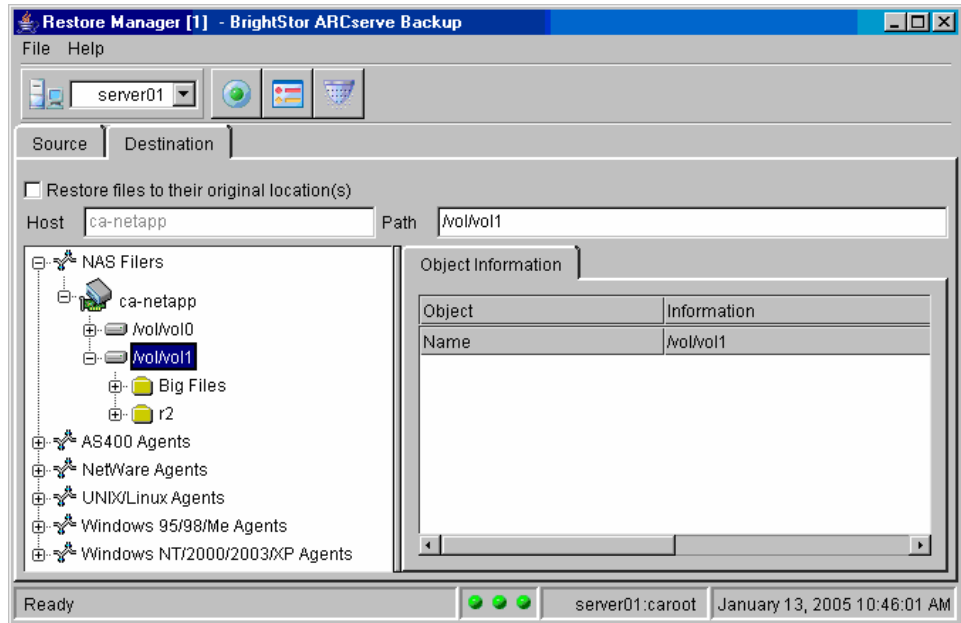 Restore Manager [1] - BrightStor ARCserve Backup
File Help
server01
Source Destination
Restore files to their original location(s)
Host ca-netapp Path /vol/vol1
NAS Filers
ca-netapp
/vol/vol0
/vol/vol1
Big Files
r2
AS400 Agents
NetWare Agents
UNIX/Linux Agents
Windows 95/98/Me Agents
Windows NT/2000/2003/XP Agents
Object Information
Object Information
Name /vol/vol1
Ready server01:caroot January 13, 2005 10:46:01 AM